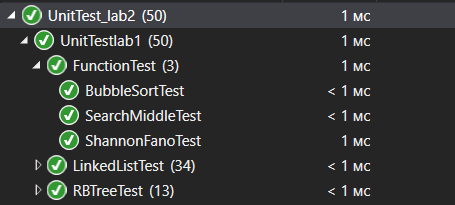 UnitTest_lab2 (50) 1 мс
UnitTestlab1 (50) 1 мс
FunctionTest (3) 1 мс
BubbleSortTest < 1 мс
SearchMiddleTest < 1 мс
ShannonFanoTest 1 мс
LinkedListTest (34) < 1 мс
RBTreeTest (13) < 1 мс